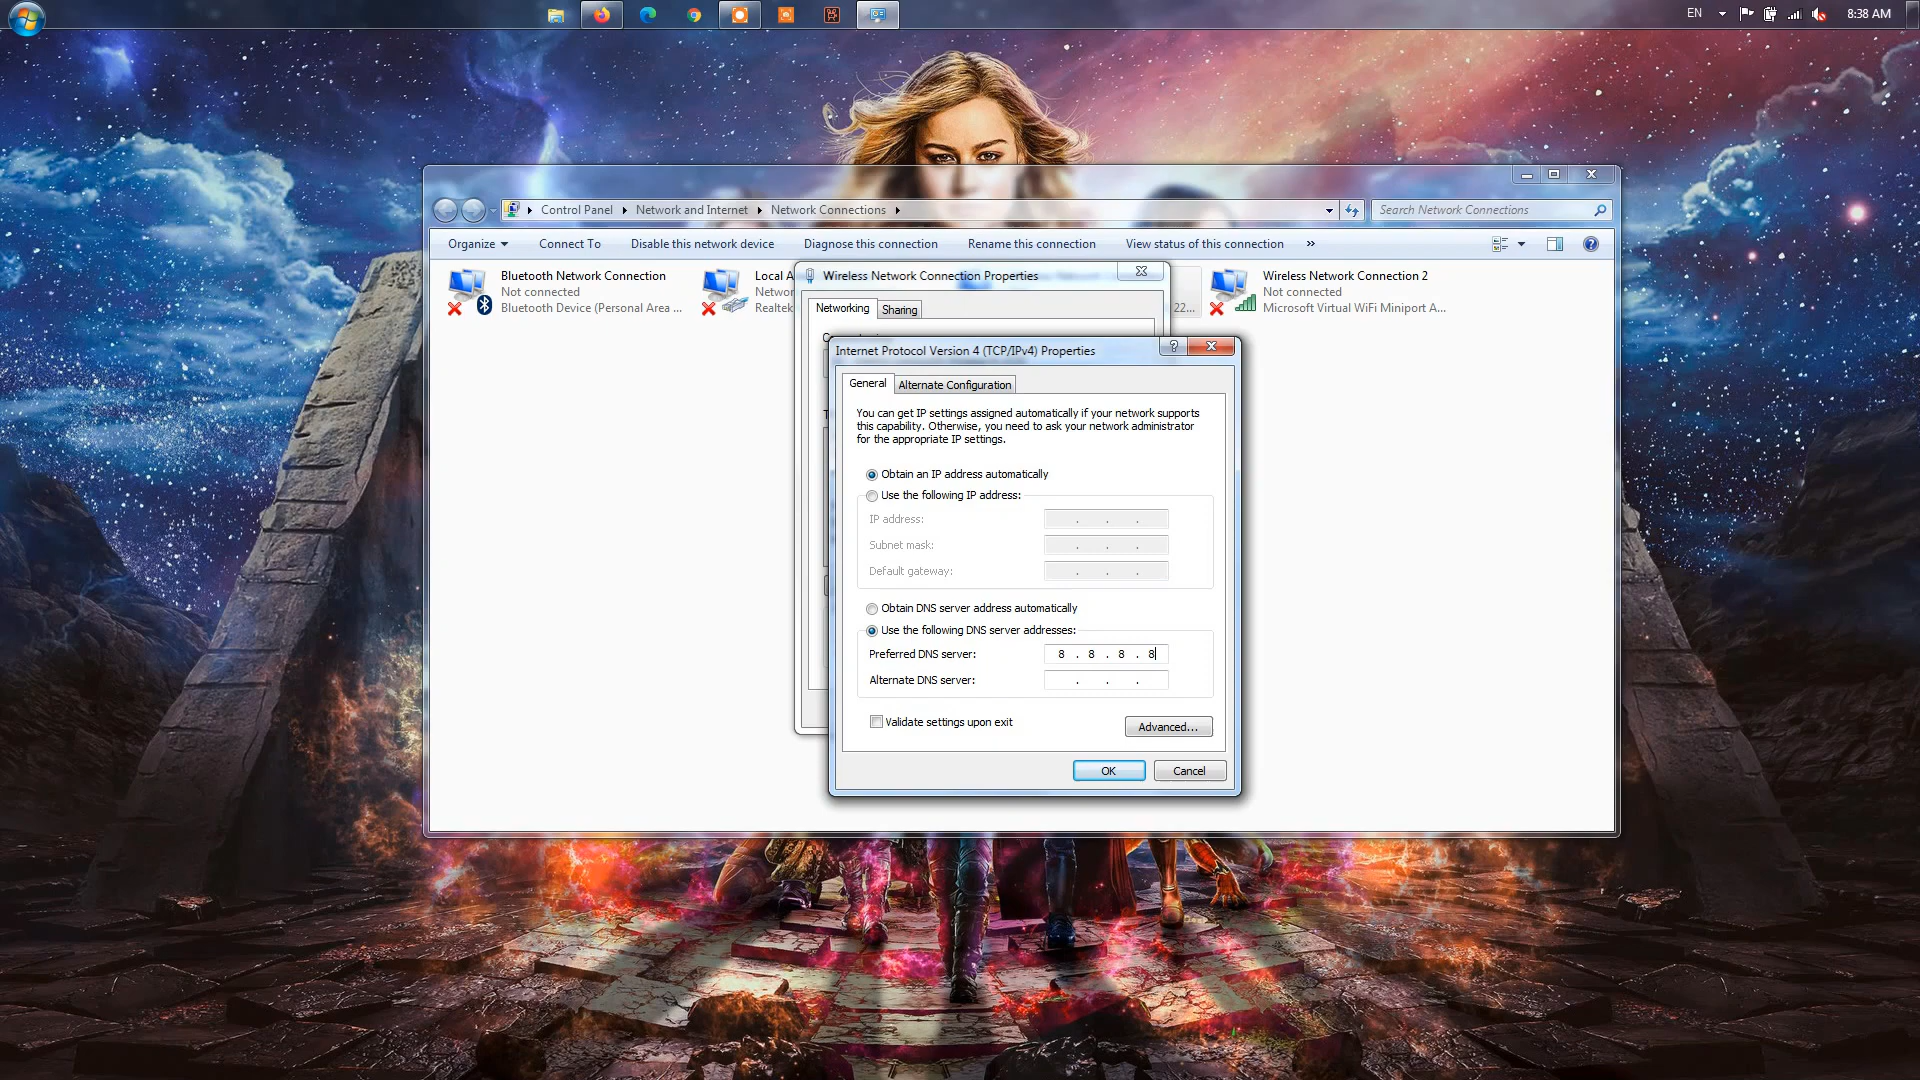 EN
8:38 AM
Control Panel
Network and Internet
Network Connections
Search Network Connections
Organize
Connect To
Disable this network device
Diagnose this connection
Rename this connection
View status of this connection
»
Bluetooth Network Connection
Not connected
Bluetooth Device (Personal Area ...
Local A
Networ
Realtek
22...
Wireless Network Connection 2
Not connected
Microsoft Virtual WiFi Miniport A...
Wireless Network Connection Properties
Networking
Sharing
Internet Protocol Version 4 (TCP/IPv4) Properties
General
Alternate Configuration
You can get IP settings assigned automatically if your network supports
this capability. Otherwise, you need to ask your network administrator
for the appropriate IP settings.
Obtain an IP address automatically
Use the following IP address:
IP address: . . .
Subnet mask: . . .
Default gateway: . . .
Obtain DNS server address automatically
Use the following DNS server addresses:
Preferred DNS server: 8 . 8 . 8 . 8
Alternate DNS server: . . .
Validate settings upon exit
Advanced...
OK
Cancel